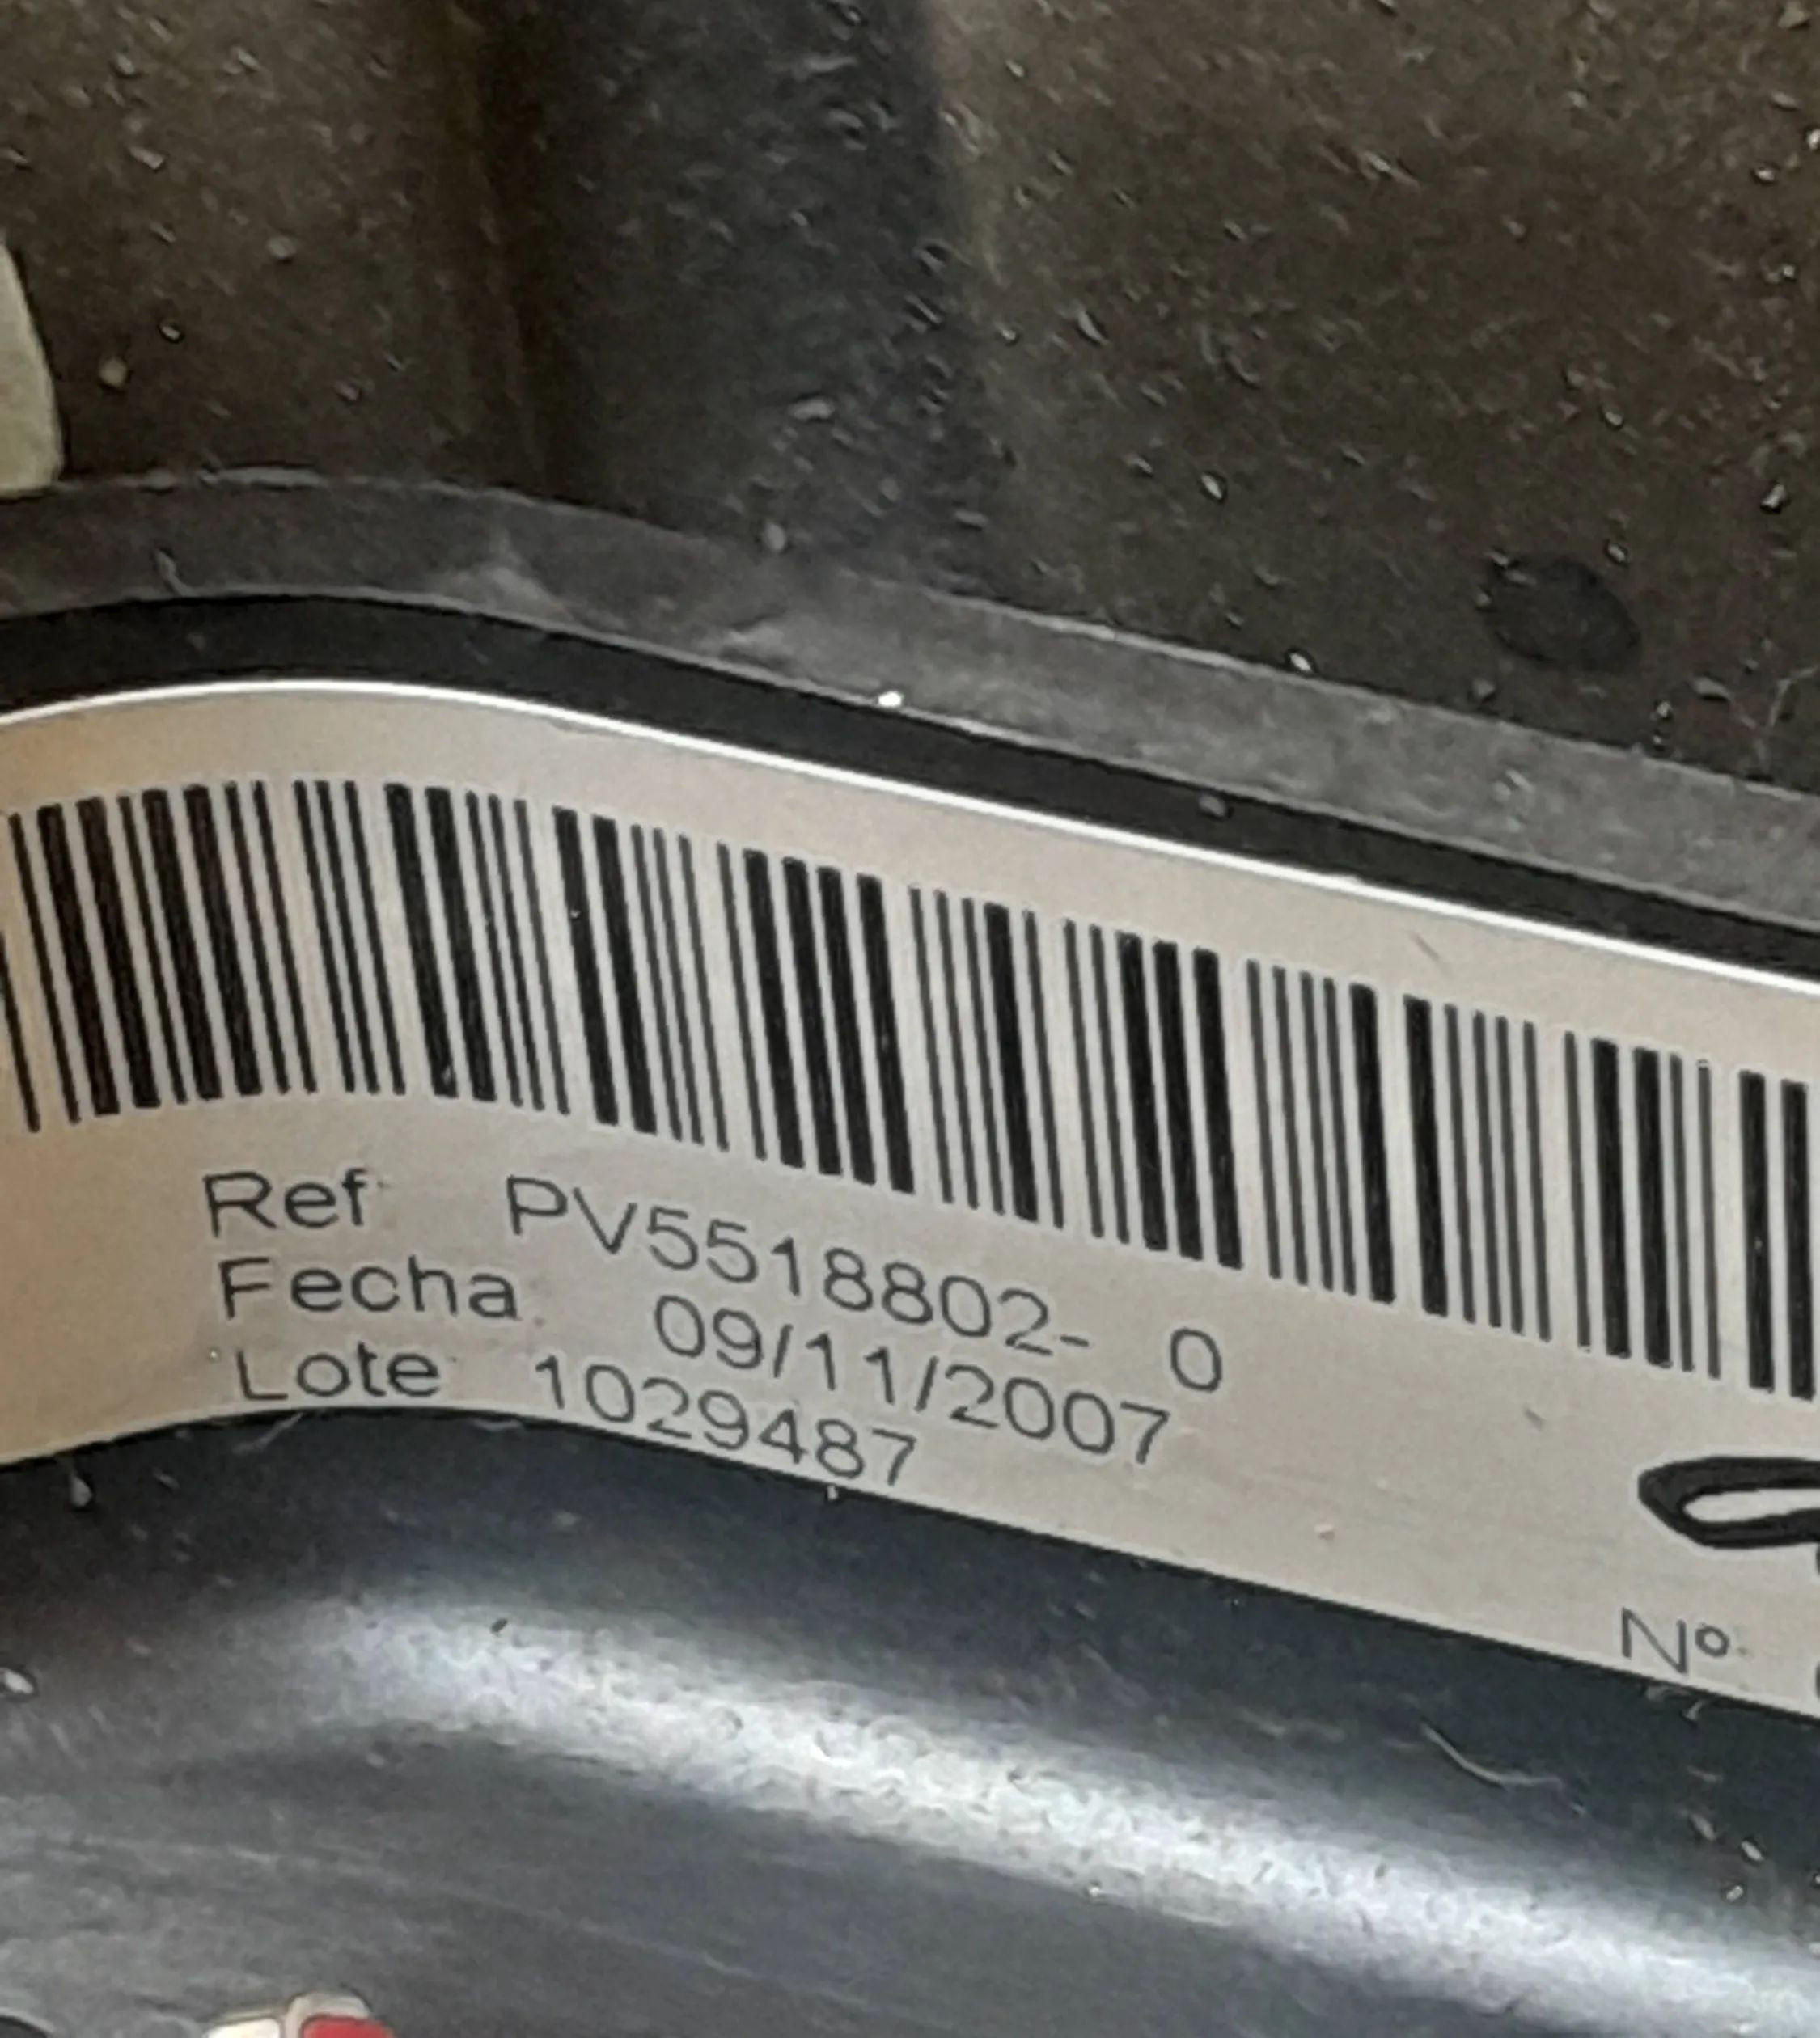 Ref PV5518802- 0
Fecha 09/11/2007
Lote 1029487
Nº